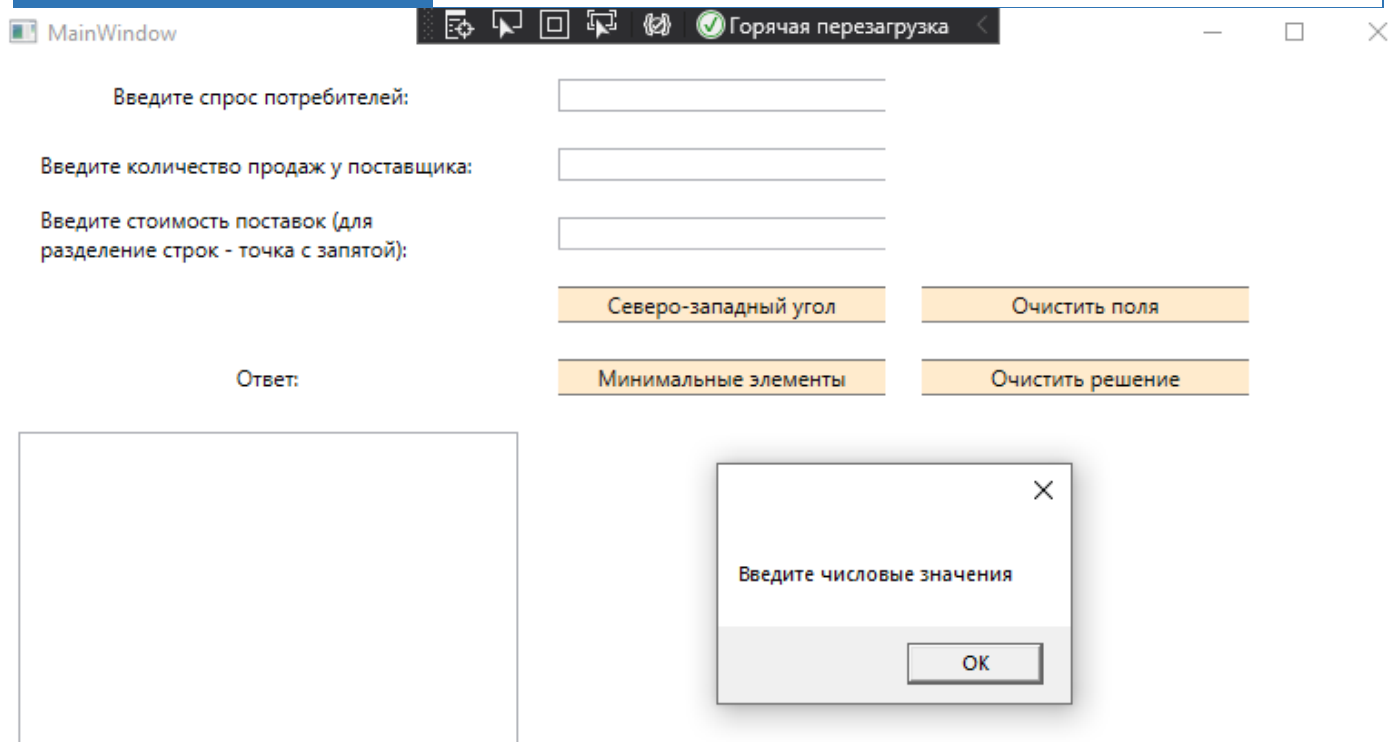 MainWindow
Горячая перезагрузка
Введите спрос потребителей:
Введите количество продаж у поставщика:
Введите стоимость поставок (для
разделение строк - точка с запятой):
Северо-западный угол
Очистить поля
Ответ:
Минимальные элементы
Очистить решение
Введите числовые значения
ОК